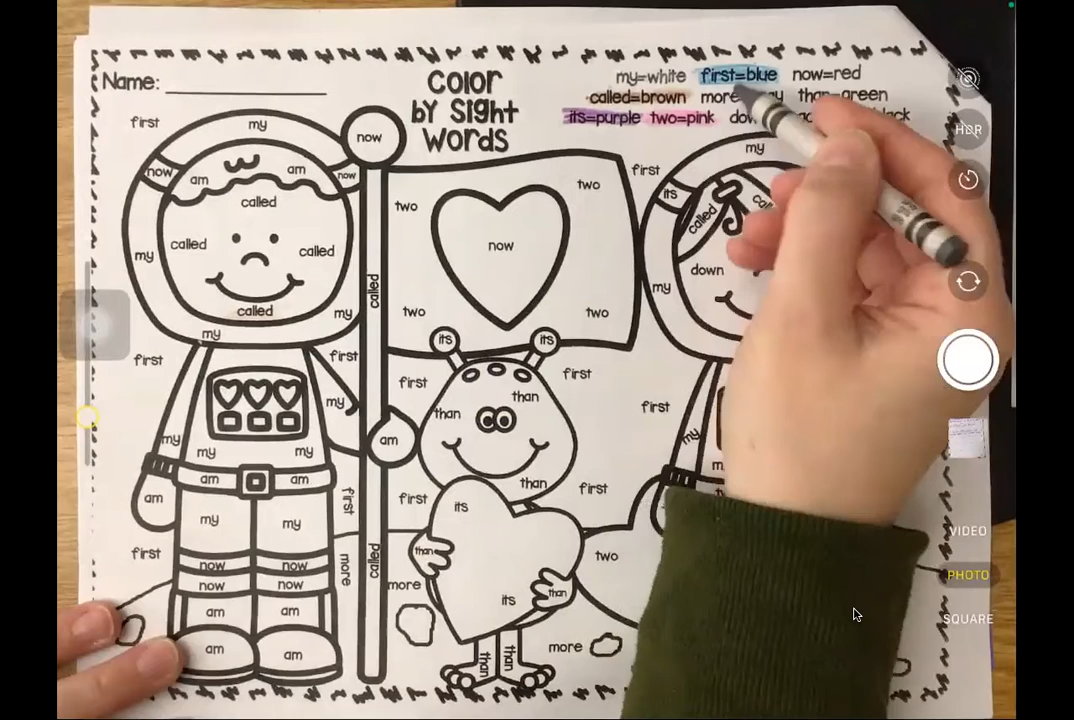 Name:
Color
by Sight
Words
my=white first=blue now=red
called=brown more than=green
its=purple two=pink
first
my
now
am
am
now
now
called
called
called
called
my
my
my
first
first
two
two
now
two
two
called
first
my
its
called
down
my
its
its
first
first
than
than
than
first
first
first
my
my
my
am
am
am
am
my
my
first
first
now
now
now
now
am
am
am
am
more
called
more
its
its
than
than
two
than
than
more
first
my
HDR
VIDEO
PHOTO
SQUARE